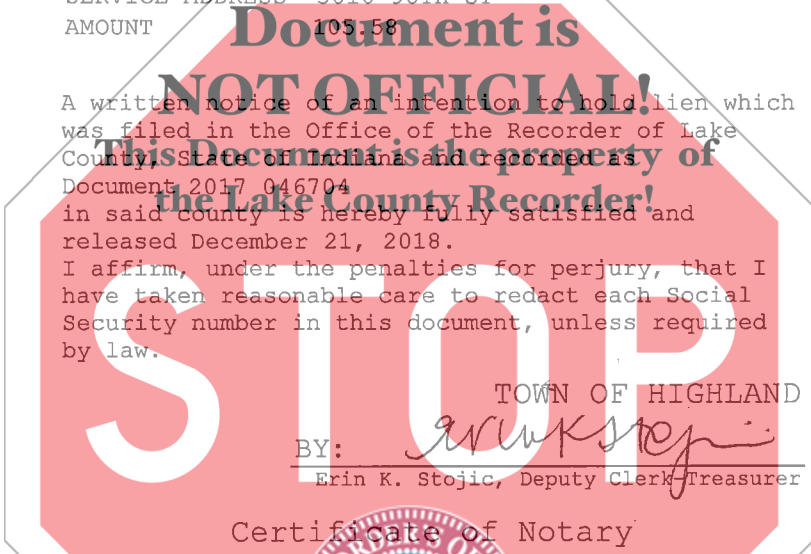 SERVICE ADDRESS
AMOUNT 105.58
Document is
NOT OFFICIAL!
This Document is the property of
the Lake County Recorder!
A written notice of an intention to hold lien which
was filed in the Office of the Recorder of Lake
County, State of Indiana and recorded as
Document 2017 046704
in said county is hereby fully satisfied and
released December 21, 2018.
I affirm, under the penalties for perjury, that I
have taken reasonable care to redact each Social
Security number in this document, unless required
by law.
STOP
TOWN OF HIGHLAND
BY:
Erin K. Stojic, Deputy Clerk-Treasurer
Certificate of Notary